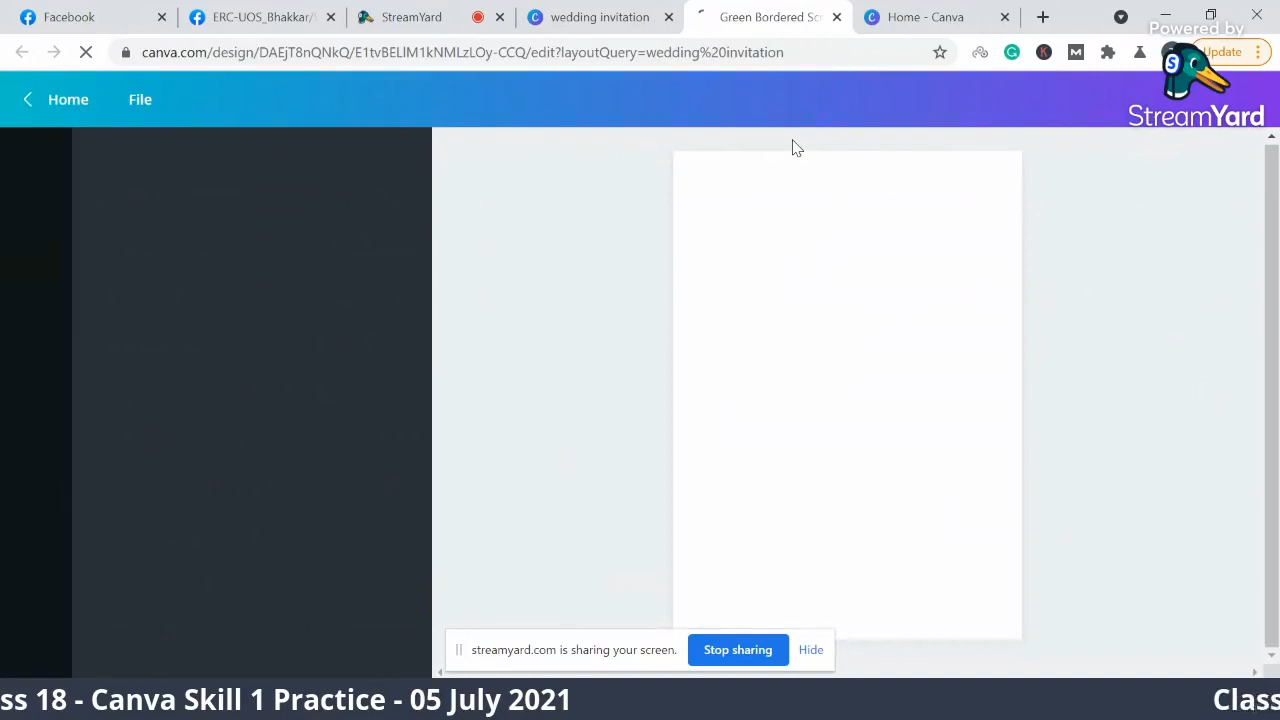 Facebook
ERC-UOS_Bhakkar/
StreamYard
wedding invitation
Green Bordered Scr
Home - Canva
canva.com/design/DAEjT8nQNkQ/E1tvBELlM1kNMLzLOy-CCQ/edit?layoutQuery=wedding%20invitation
Update
Powered by
StreamYard
Home
File
streamyard.com is sharing your screen.
Stop sharing
Hide
ss 18 - Canva Skill 1 Practice - 05 July 2021
Class